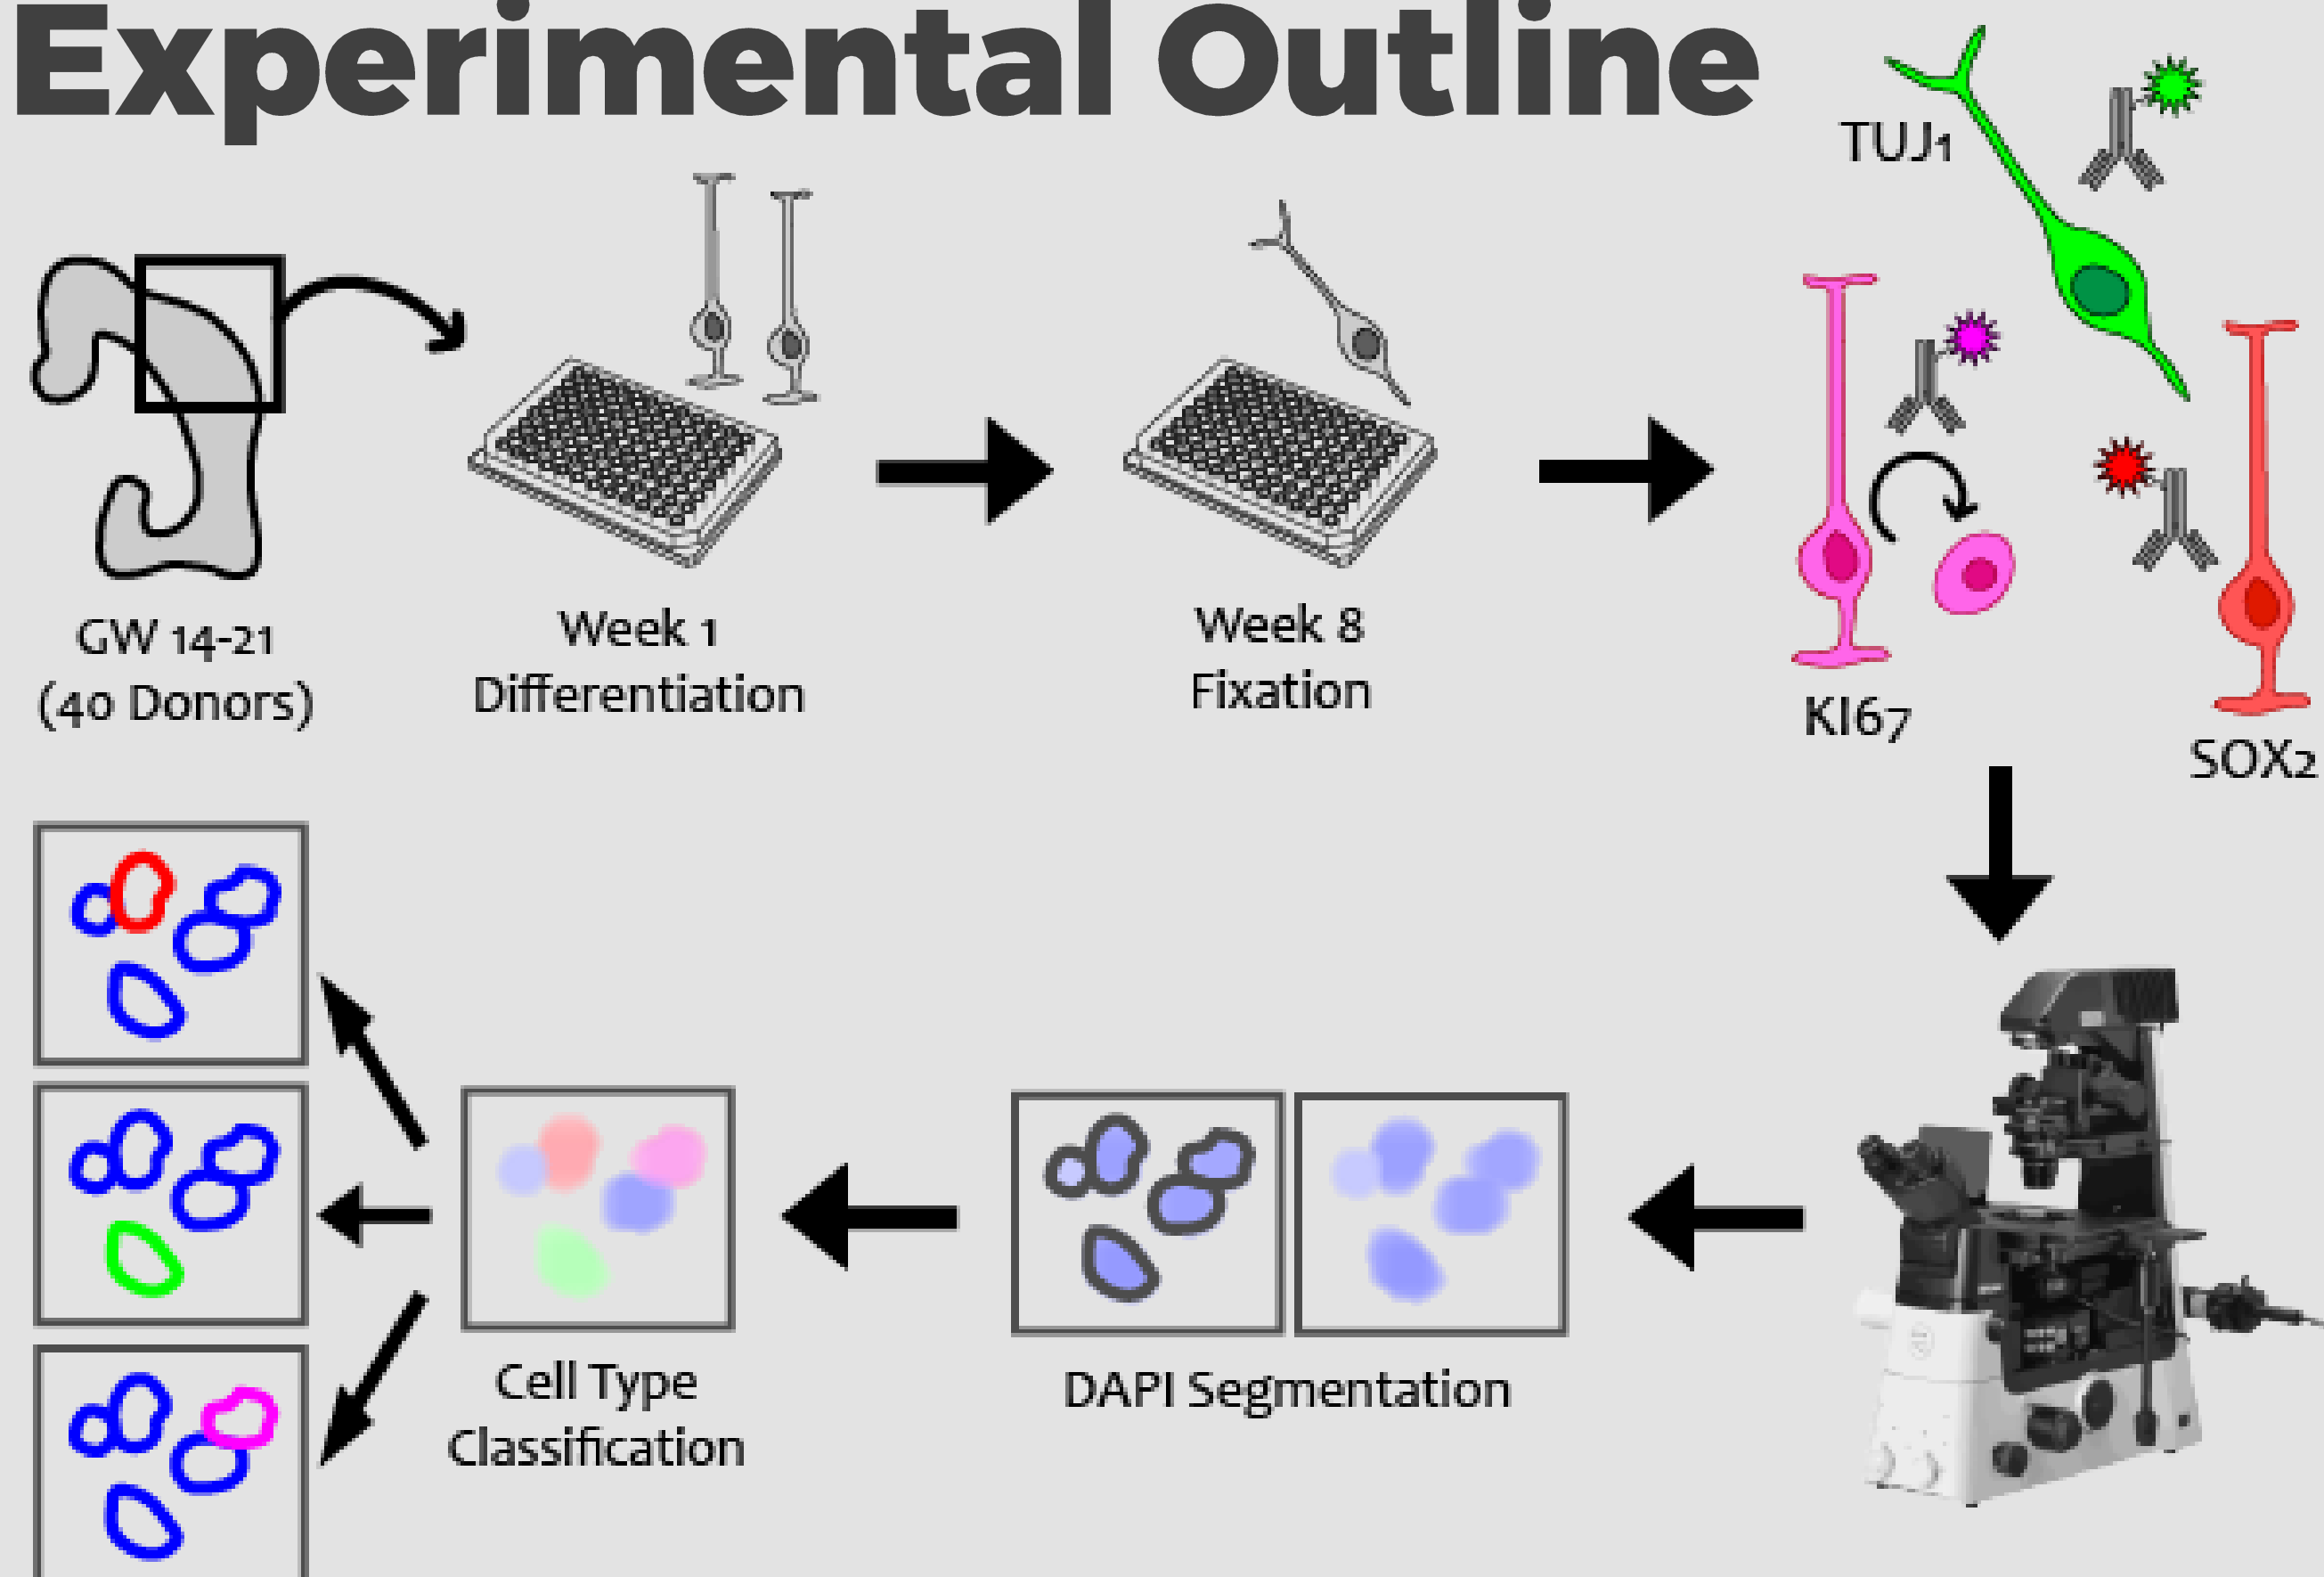 Experimental Outline
TUJ1
GW 14-21
(40 Donors)
Week 1
Differentiation
Week 8
Fixation
KI67
SOX2
Cell Type
Classification
DAPI Segmentation